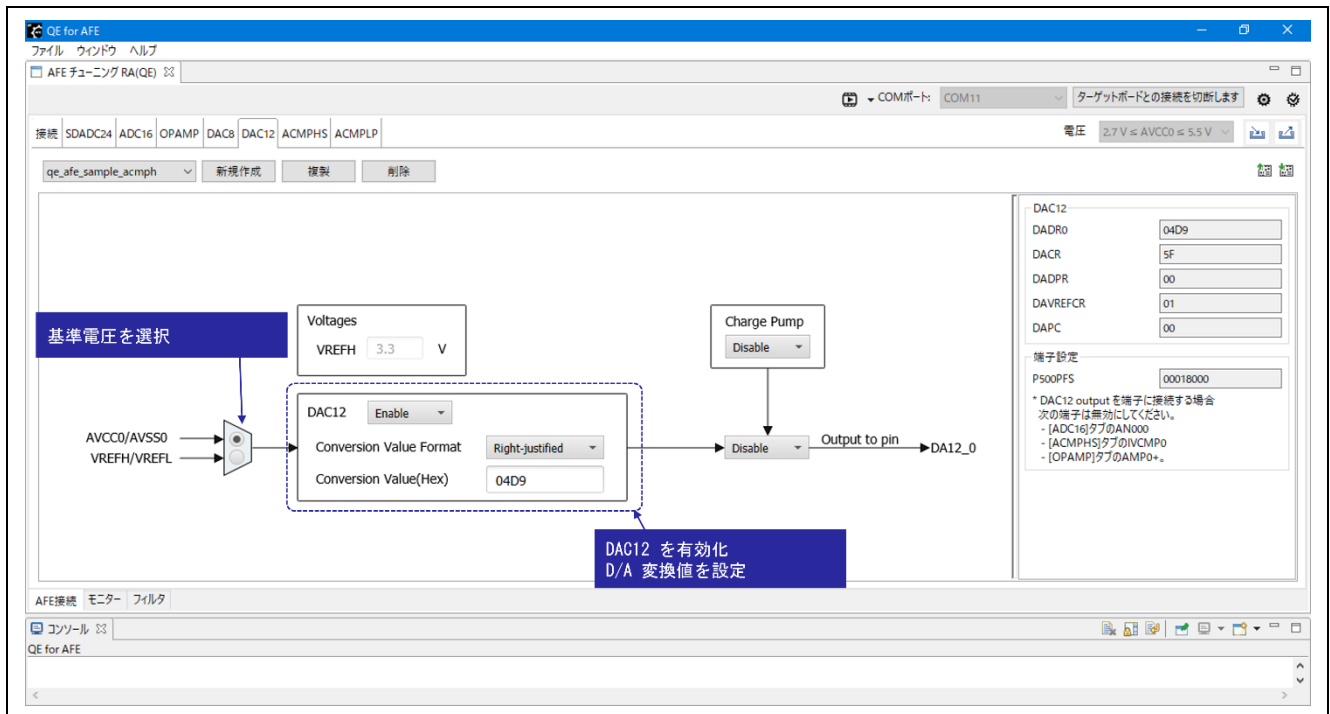 QE for AFE
ファイル ウィンドウ ヘルプ
AFE チューニング RA(QE)
COMポート: COM11 ターゲットボードとの接続を切断します
接続 SDADC24 ADC16 OPAMP DAC8 DAC12 ACMPHS ACMPLP
電圧 2.7 V ≤ AVCC0 ≤ 5.5 V
qe_afe_sample_acmph 新規作成 複製 削除
基準電圧を選択
Voltages
VREFH 3.3 V
Charge Pump
Disable
DAC12 Enable
Conversion Value Format Right-justified
Conversion Value(Hex) 04D9
AVCC0/AVSS0
VREFH/VREFL
Disable
Output to pin
DA12_0
DAC12 を有効化
D/A 変換値を設定
DAC12
DADR0 04D9
DACR 5F
DADPR 00
DAVREFCR 01
DAPC 00
端子設定
P500PFS 00018000
* DAC12 output を端子に接続する場合
次の端子は無効にしてください。
- [ADC16]タブのAN000
- [ACMPHS]タブのIVCMP0
- [OPAMP]タブのAMP0+。
AFE接続 モニター フィルタ
コンソール
QE for AFE